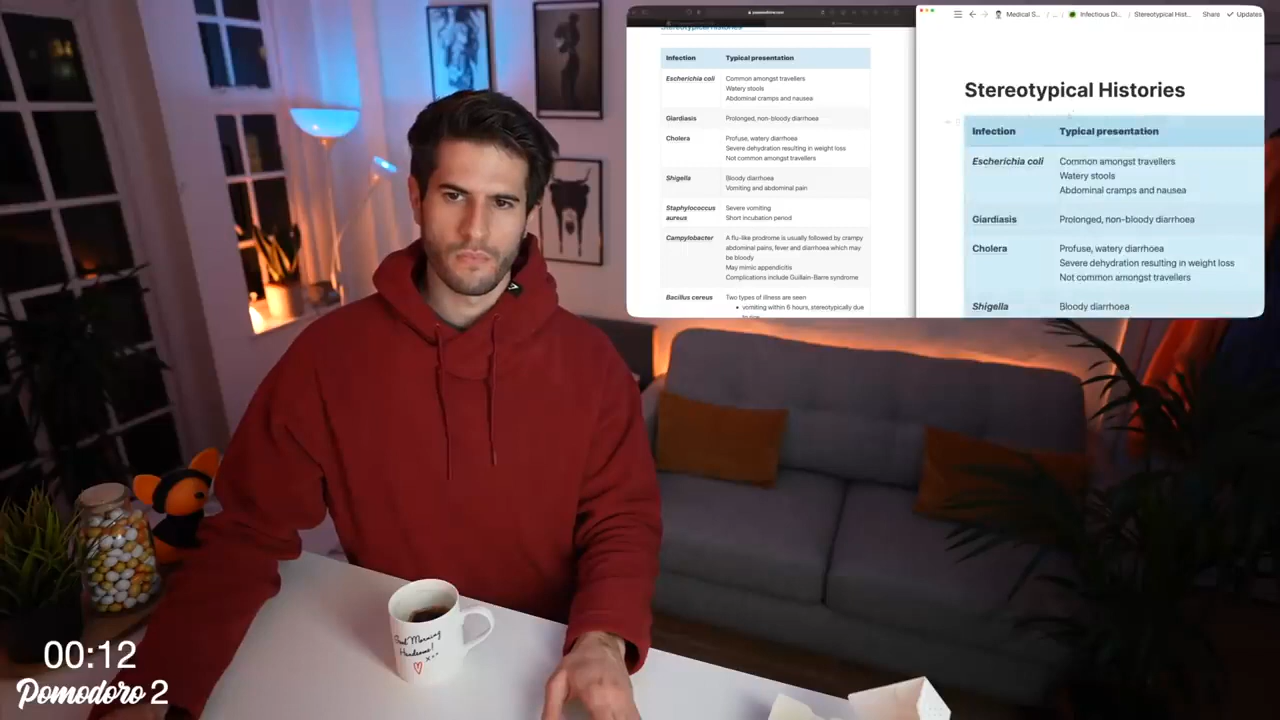 Stereotypical Histories
Infection Typical presentation
Escherichia coli Common amongst travellers
Watery stools
Abdominal cramps and nausea
Giardiasis Prolonged, non-bloody diarrhoea
Cholera Profuse, watery diarrhoea
Severe dehydration resulting in weight loss
Not common amongst travellers
Shigella Bloody diarrhoea
Vomiting and abdominal pain
Staphylococcus Severe vomiting
aureus Short incubation period
Campylobacter A flu-like prodrome is usually followed by crampy
abdominal pains, fever and diarrhoea which may
be bloody
May mimic appendicitis
Complications include Guillain-Barre syndrome
Bacillus cereus Two types of illness are seen
• vomiting within 6 hours, stereotypically due
Medical S... / ... / Infectious Di... / Stereotypical Hist... Share ✓ Updates
Stereotypical Histories
Infection Typical presentation
Escherichia coli Common amongst travellers
Watery stools
Abdominal cramps and nausea
Giardiasis Prolonged, non-bloody diarrhoea
Cholera Profuse, watery diarrhoea
Severe dehydration resulting in weight loss
Not common amongst travellers
Shigella Bloody diarrhoea
Good Morning
Handsome!
x..
00:12
Pomodoro 2